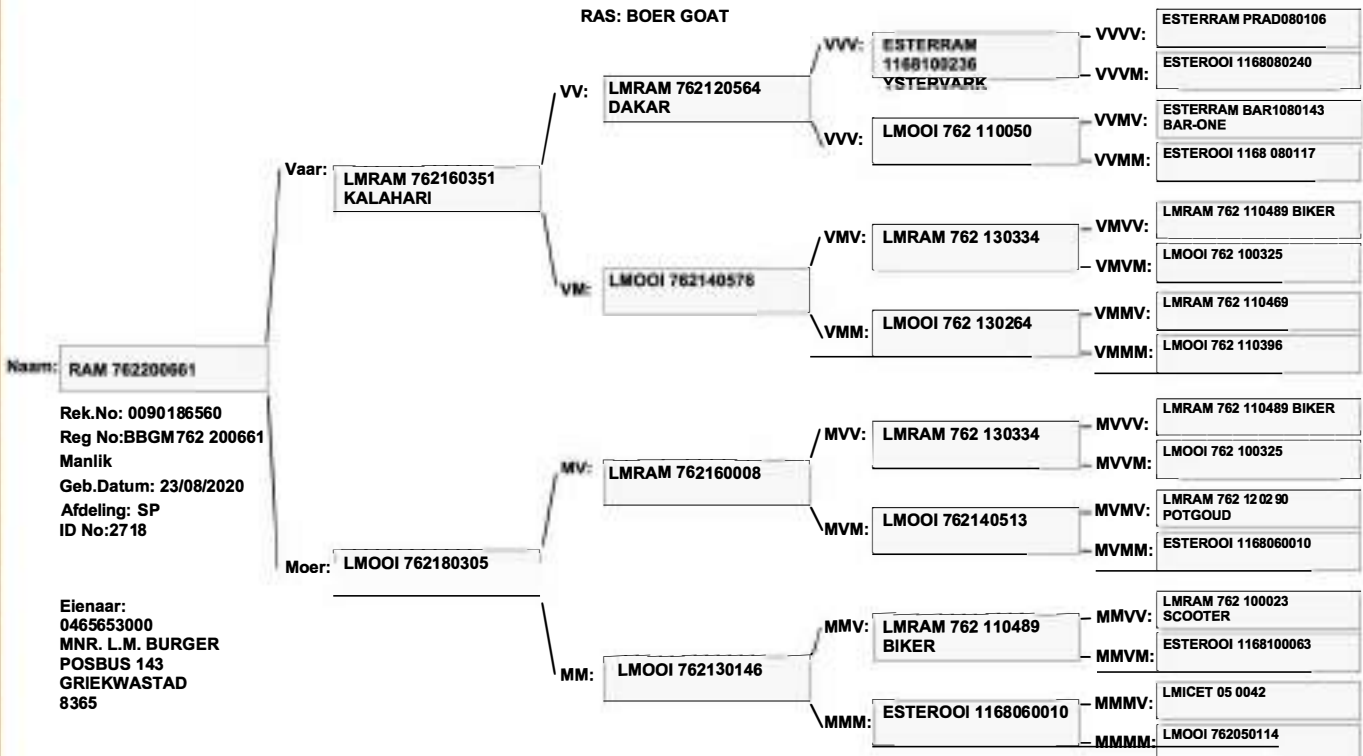 RAS: BOER GOAT
Naam: RAM 762200661
Rek.No: 0090186560
Reg No:BBGM762 200661
Manlik
Geb.Datum: 23/08/2020
Afdeling: SP
ID No:2718
Eienaar:
0465653000
MNR. L.M. BURGER
POSBUS 143
GRIEKWASTAD
8365
Vaar: LMRAM 762160351
KALAHARI
Moer: LMOOI 762180305
VV: LMRAM 762120564
DAKAR
VM: LMOOI 762140576
MV: LMRAM 762160008
MM: LMOOI 762130146
VVV: ESTERRAM
1168100236
YSTERVARK
VVV: LMOOI 762 110050
VMV: LMRAM 762 130334
VMM: LMOOI 762 130264
MVV: LMRAM 762 130334
MVM: LMOOI 762140513
MMV: LMRAM 762 110489
BIKER
MMM: ESTEROOI 1168060010
VVVV: ESTERRAM PRAD080106
VVVM: ESTEROOI 1168080240
VVMV: ESTERRAM BAR1080143
BAR-ONE
VVMM: ESTEROOI 1168 080117
VMVV: LMRAM 762 110489 BIKER
VMVM: LMOOI 762 100325
VMMV: LMRAM 762 110469
VMMM: LMOOI 762 110396
MVVV: LMRAM 762 110489 BIKER
MVVM: LMOOI 762 100325
MVMV: LMRAM 762 12 02 90
POTGOUD
MVMM: ESTEROOI 1168060010
MMVV: LMRAM 762 100023
SCOOTER
MMVM: ESTEROOI 1168100063
MMMV: LMICET 05 0042
MMMM: LMOOI 762050114